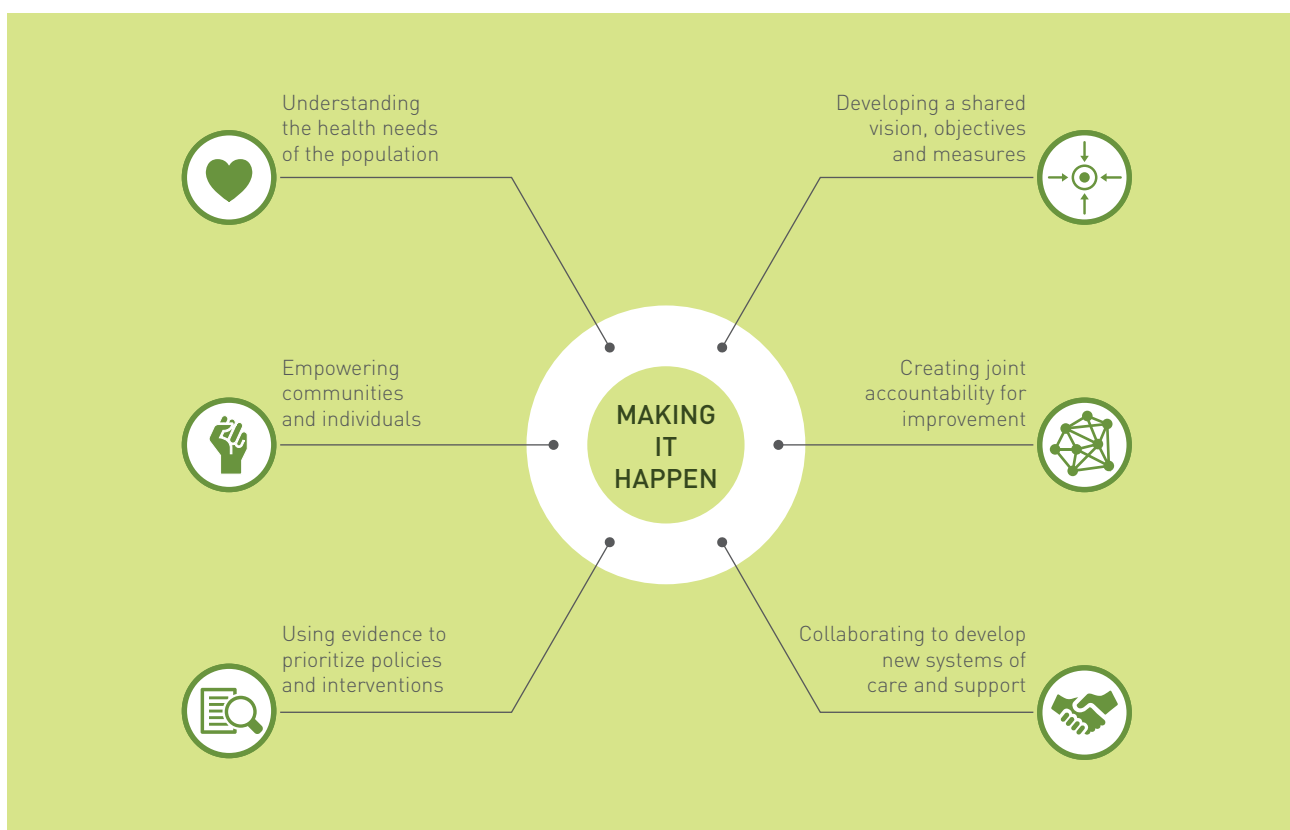 Understanding
the health needs
of the population
Developing a shared
vision, objectives
and measures
Empowering
communities
and individuals
MAKING
IT
HAPPEN
Creating joint
accountability for
improvement
Using evidence to
prioritize policies
and interventions
Collaborating to develop
new systems of
care and support